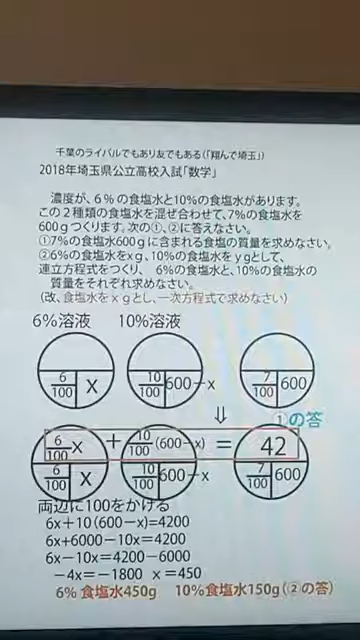 千葉のライバルでもあり友でもある(「翔んで埼玉」)
2018年埼玉県公立高校入試「数学」
濃度が、6%の食塩水と10%の食塩水があります。
この2種類の食塩水を混ぜ合わせて、7%の食塩水を
600gつくります。次の①、②に答えなさい。
①7%の食塩水600gに含まれる食塩の質量を求めなさい。
②6%の食塩水をxg、10%の食塩水をygとして、
連立方程式をつくり、 6%の食塩水と、10%の食塩水の
質量をそれぞれ求めなさい。
(改、食塩水をxgとし、一次方程式で求めなさい)
6%溶液 10%溶液
6/100 x 10/100 600-x 7/100 600
⇓ ①の答
6/100 x + 10/100 (600-x) = 42
6/100 x 10/100 600-x 7/100 600
両辺に100をかける
6x+10(600-x)=4200
6x+6000-10x=4200
6x-10x=4200-6000
-4x=-1800 x=450
6% 食塩水450g 10%食塩水150g(②の答)